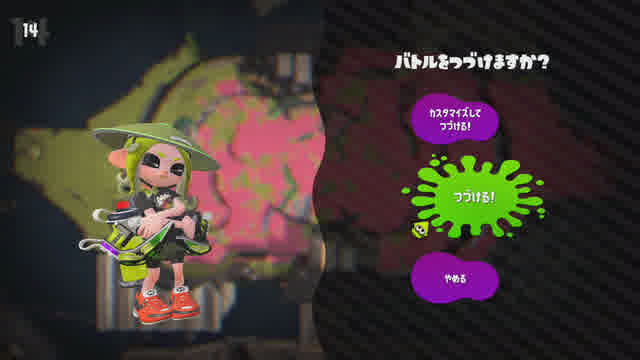 14
バトルをつづけますか？
カスタマイズして
つづける！
つづける！
やめる